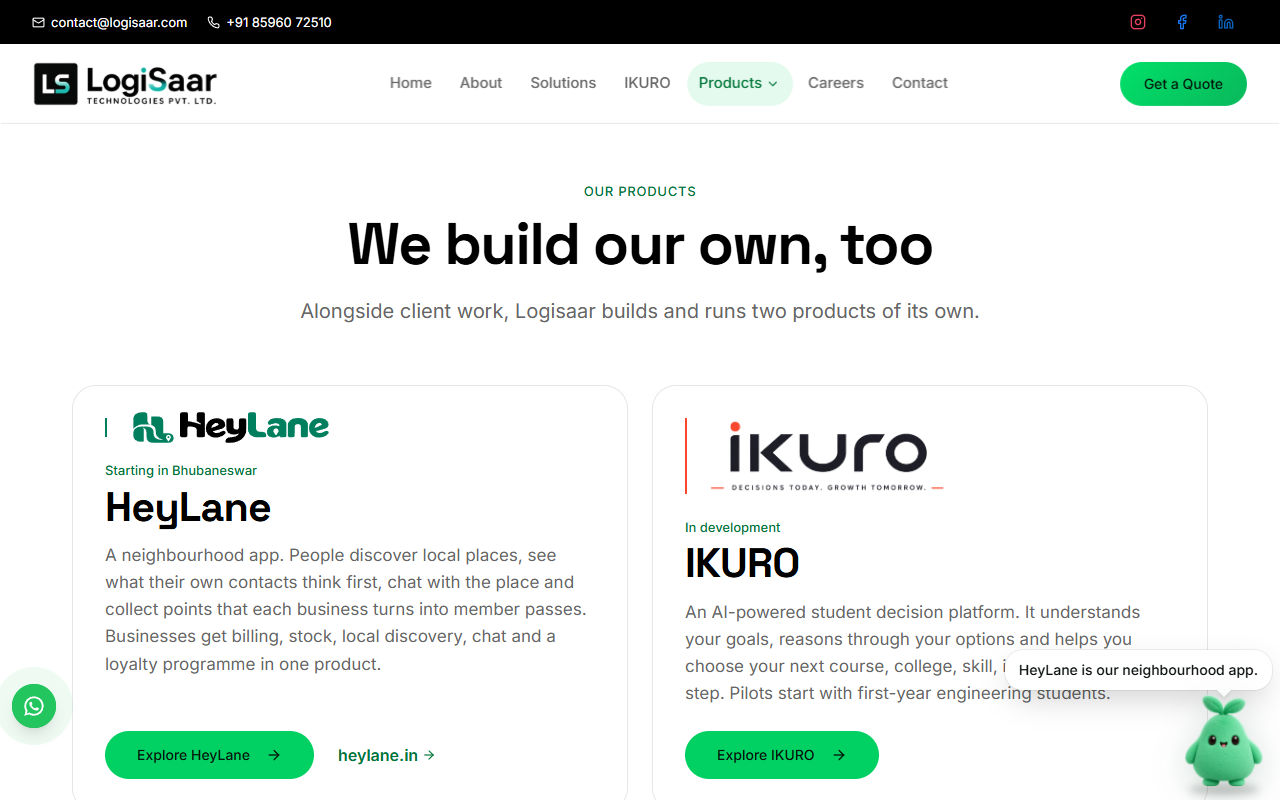 contact@logisaar.com
+91 85960 72510
LS LogiSaar
TECHNOLOGIES PVT. LTD.
Home
About
Solutions
IKURO
Products
Careers
Contact
Get a Quote
OUR PRODUCTS
We build our own, too
Alongside client work, Logisaar builds and runs two products of its own.
HeyLane
Starting in Bhubaneswar
HeyLane
A neighbourhood app. People discover local places, see
what their own contacts think first, chat with the place and
collect points that each business turns into member passes.
Businesses get billing, stock, local discovery, chat and a
loyalty programme in one product.
Explore HeyLane
heylane.in
ikuro
DECISIONS TODAY. GROWTH TOMORROW.
In development
IKURO
An AI-powered student decision platform. It understands
your goals, reasons through your options and helps you
choose your next course, college, skill,
step. Pilots start with first-year engineering students.
Explore IKURO
HeyLane is our neighbourhood app.